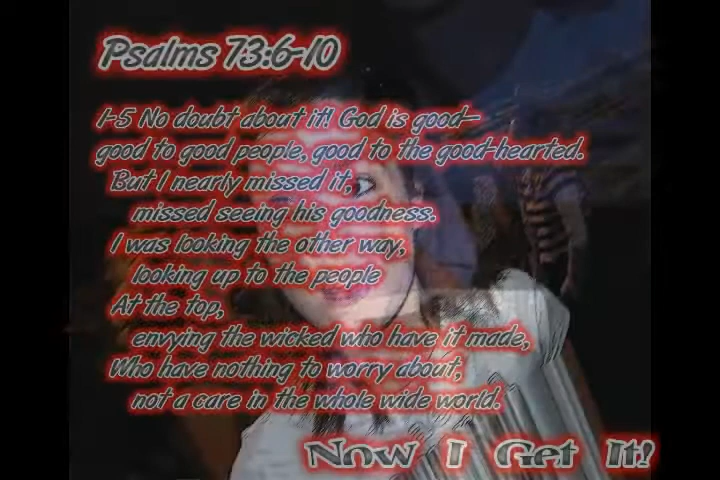 Psalms 73:6-10
1-5 No doubt about it! God is good—
good to good people, good to the good-hearted.
But I nearly missed it,
missed seeing his goodness.
I was looking the other way,
looking up to the people
At the top,
envying the wicked who have it made,
Who have nothing to worry about,
not a care in the whole wide world.
Now I Get It!